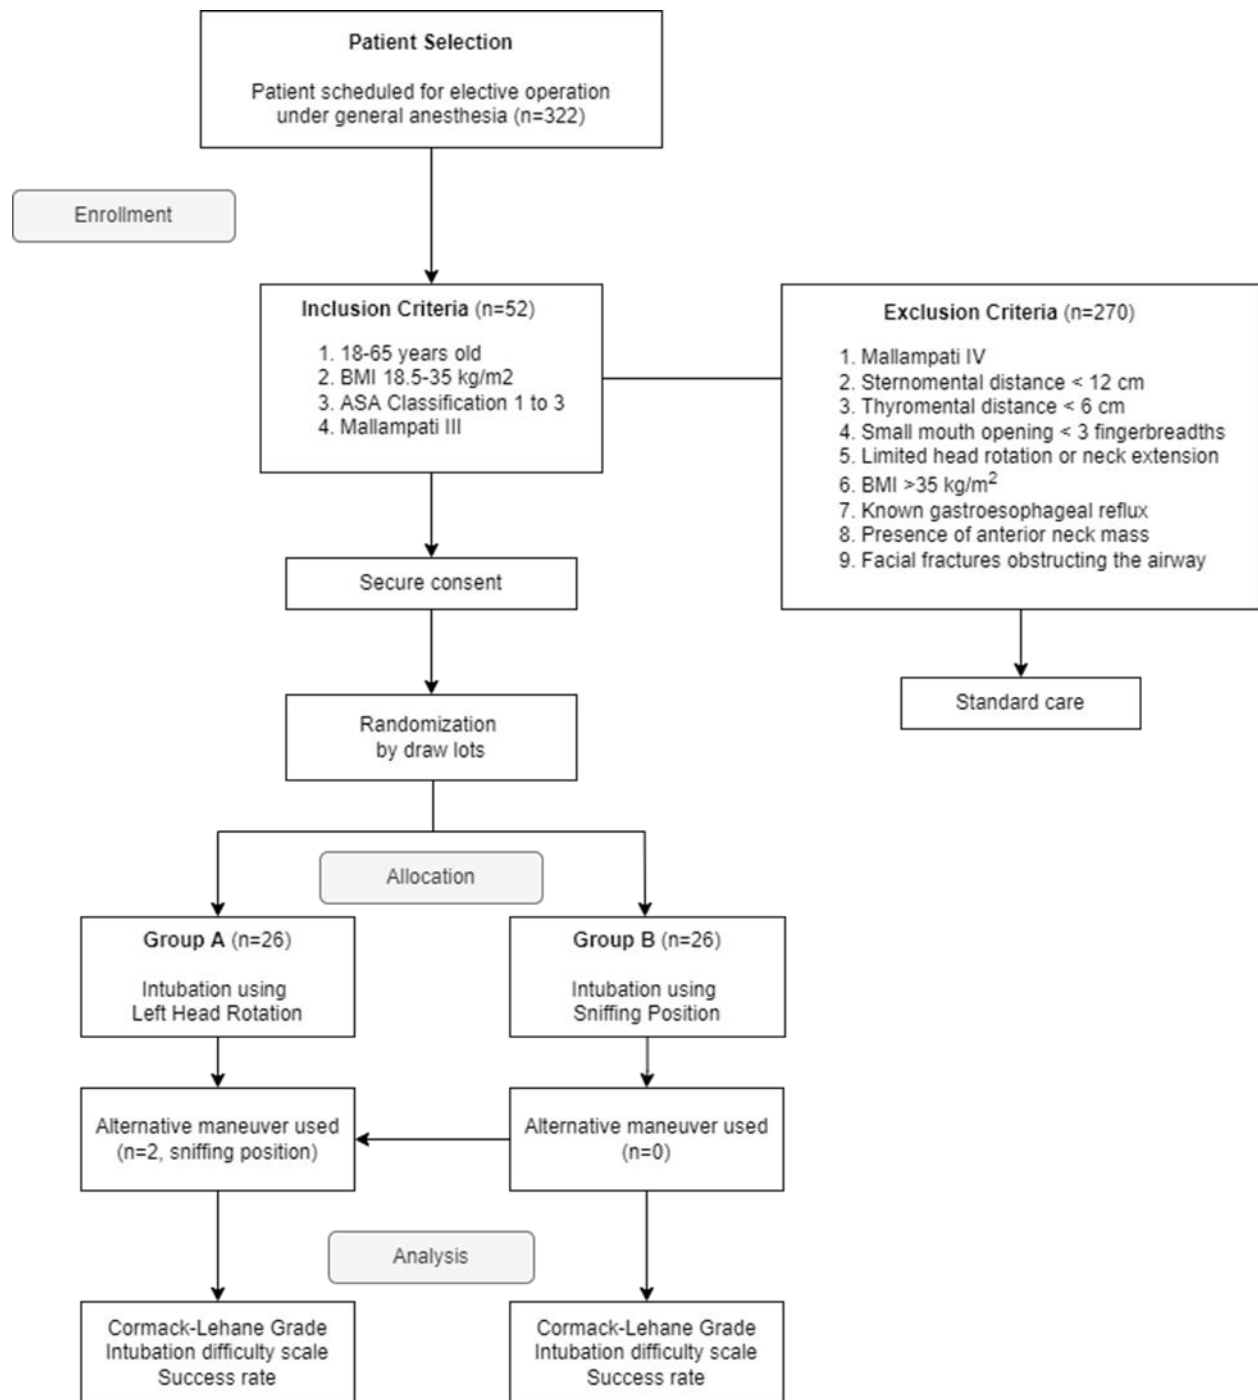 Patient Selection
Patient scheduled for elective operation
under general anesthesia (n=322)
Enrollment
Inclusion Criteria (n=52)
1. 18-65 years old
2. BMI 18.5-35 kg/m2
3. ASA Classification 1 to 3
4. Mallampati III
Exclusion Criteria (n=270)
1. Mallampati IV
2. Sternomental distance < 12 cm
3. Thyromental distance < 6 cm
4. Small mouth opening < 3 fingerbreadths
5. Limited head rotation or neck extension
6. BMI >35 kg/m²
7. Known gastroesophageal reflux
8. Presence of anterior neck mass
9. Facial fractures obstructing the airway
Secure consent
Standard care
Randomization
by draw lots
Allocation
Group A (n=26)
Intubation using
Left Head Rotation
Group B (n=26)
Intubation using
Sniffing Position
Alternative maneuver used
(n=2, sniffing position)
Alternative maneuver used
(n=0)
Analysis
Cormack-Lehane Grade
Intubation difficulty scale
Success rate
Cormack-Lehane Grade
Intubation difficulty scale
Success rate